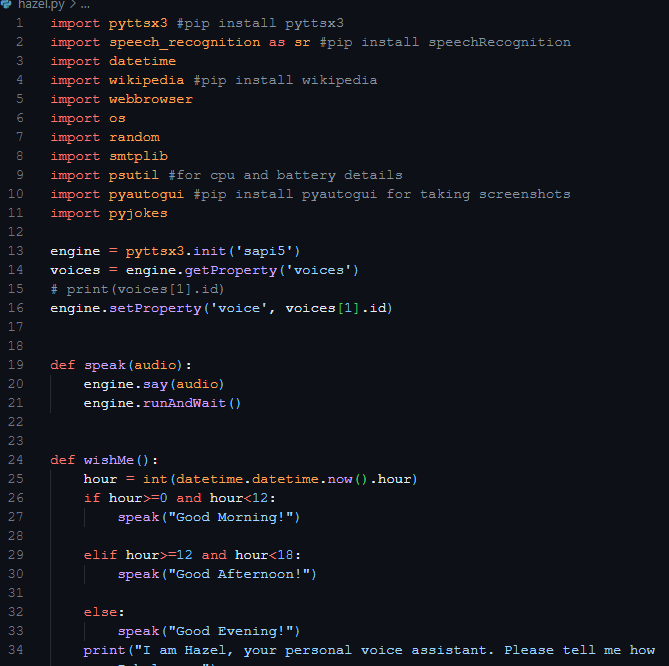 hazel.py > ...
1 import pyttsx3 #pip install pyttsx3
2 import speech_recognition as sr #pip install speechRecognition
3 import datetime
4 import wikipedia #pip install wikipedia
5 import webbrowser
6 import os
7 import random
8 import smtplib
9 import psutil #for cpu and battery details
10 import pyautogui #pip install pyautogui for taking screenshots
11 import pyjokes
12
13 engine = pyttsx3.init('sapi5')
14 voices = engine.getProperty('voices')
15 # print(voices[1].id)
16 engine.setProperty('voice', voices[1].id)
17
18
19 def speak(audio):
20     engine.say(audio)
21     engine.runAndWait()
22
23
24 def wishMe():
25     hour = int(datetime.datetime.now().hour)
26     if hour>=0 and hour<12:
27         speak("Good Morning!")
28
29     elif hour>=12 and hour<18:
30         speak("Good Afternoon!")
31
32     else:
33         speak("Good Evening!")
34     print("I am Hazel, your personal voice assistant. Please tell me how